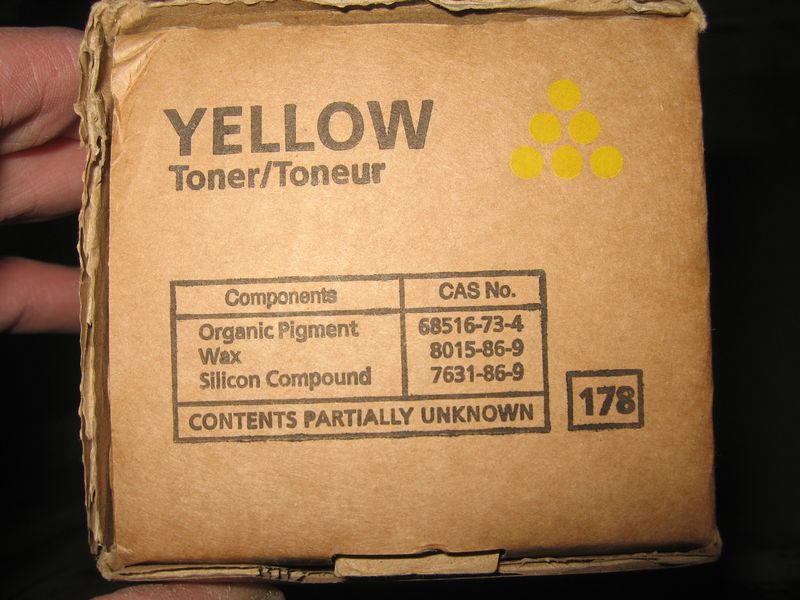 YELLOW
Toner/Toneur
Components CAS No.
Organic Pigment 68516-73-4
Wax 8015-86-9
Silicon Compound 7631-86-9
CONTENTS PARTIALLY UNKNOWN
178